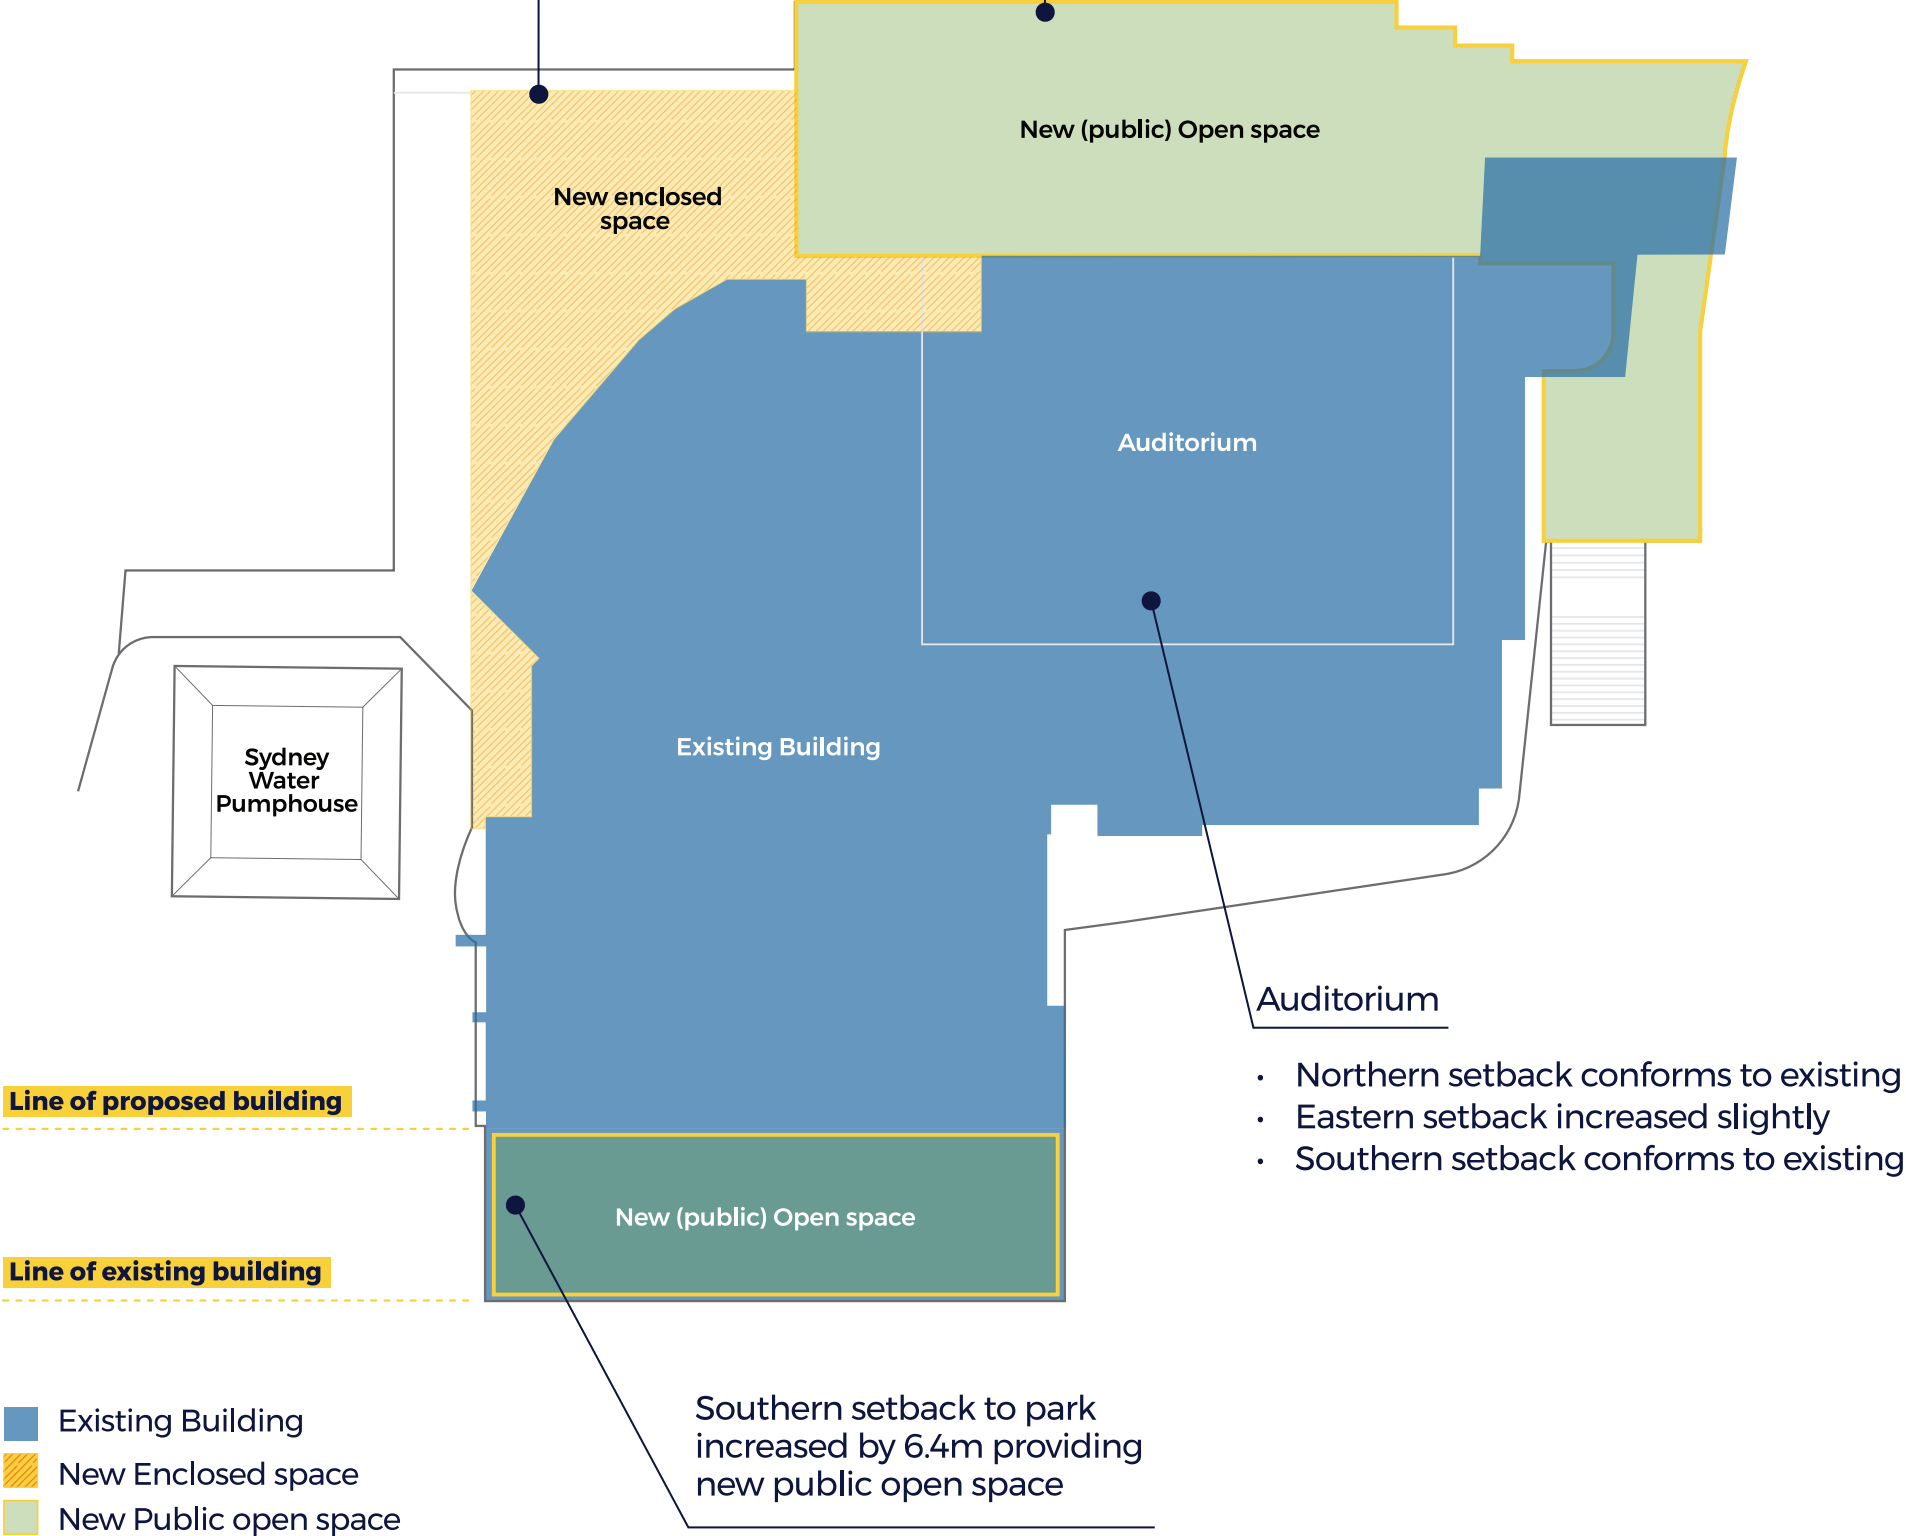 New (public) Open space
New enclosed
space
Auditorium
Existing Building
Sydney
Water
Pumphouse
Auditorium
· Northern setback conforms to existing
· Eastern setback increased slightly
· Southern setback conforms to existing
Line of proposed building
New (public) Open space
Line of existing building
Southern setback to park
increased by 6.4m providing
new public open space
Existing Building
New Enclosed space
New Public open space